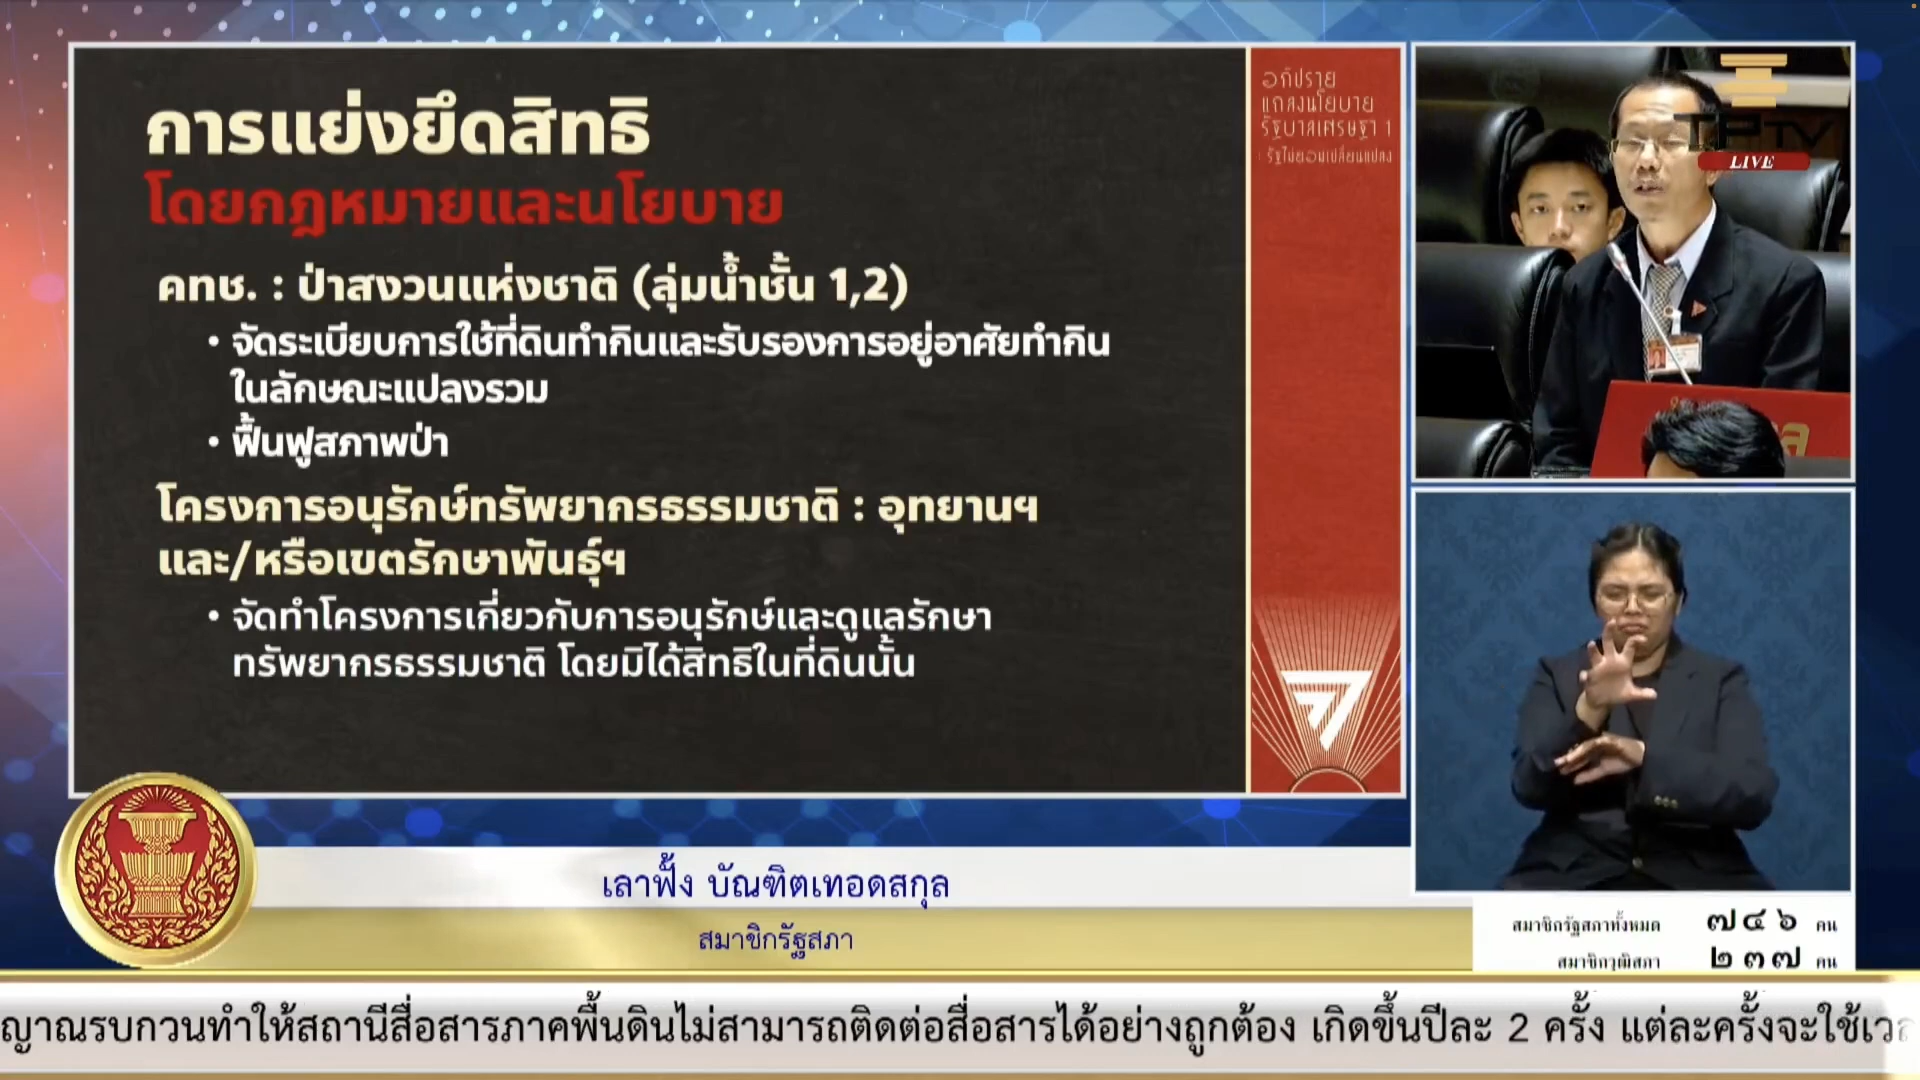 การแย่งยึดสิทธิ
โดยกฎหมายและนโยบาย
คทช. : ป่าสงวนแห่งชาติ (ลุ่มน้ำชั้น 1,2)
• จัดระเบียบการใช้ที่ดินทำกินและรับรองการอยู่อาศัยทำกิน
ในลักษณะแปลงรวม
• ฟื้นฟูสภาพป่า
โครงการอนุรักษ์ทรัพยากรธรรมชาติ : อุทยานฯ
และ/หรือเขตรักษาพันธุ์ฯ
• จัดทำโครงการเกี่ยวกับการอนุรักษ์และดูแลรักษา
ทรัพยากรธรรมชาติ โดยมิได้สิทธิในที่ดินนั้น
อภิปราย
แถลงนโยบาย
รัฐบาลเศรษฐา 1
รัฐไม่ยอมเปลี่ยนแปลง
TPTV
LIVE
เลาฟั้ง บัณฑิตเทอดสกุล
สมาชิกรัฐสภา
สมาชิกรัฐสภาทั้งหมด ๗๔๖ คน
สมาชิกวุฒิสภา ๒๓๗ คน
ญาณรบกวนทำให้สถานีสื่อสารภาคพื้นดินไม่สามารถติดต่อสื่อสารได้อย่างถูกต้อง เกิดขึ้นปีละ 2 ครั้ง แต่ละครั้งจะใช้เว